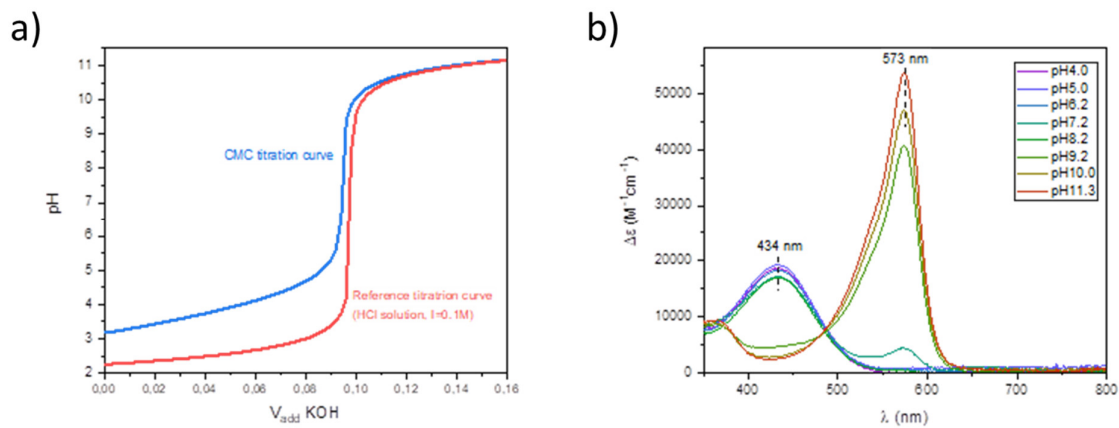 a)
11
10
9
8
7
6
5
4
3
2
pH
CMC titration curve
Reference titratrion curve
(HCl solution, I=0.1M)
0,00 0,02 0,04 0,06 0,08 0,10 0,12 0,14 0,16
Vadd KOH
b)
573 nm
434 nm
50000
40000
30000
20000
10000
0
Δε (M⁻¹cm⁻¹)
pH4.0
pH5.0
pH6.2
pH7.2
pH8.2
pH9.2
pH10.0
pH11.3
400 500 600 700 800
λ (nm)